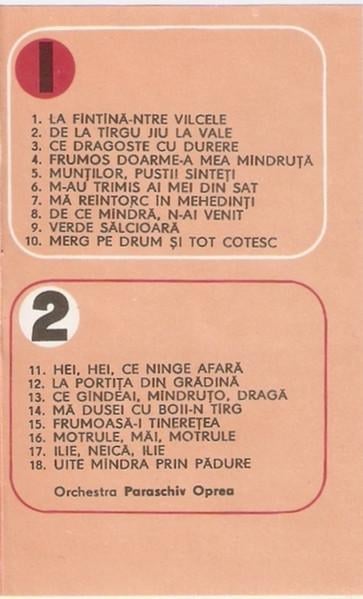 1
1. LA FÎNTÎNĂ-NTRE VILCELE
2. DE LA TÎRGU JIU LA VALE
3. CE DRAGOSTE CU DURERE
4. FRUMOS DOARME-A MEA MÎNDRUȚĂ
5. MUNȚILOR, PUSTII SÎNTEȚI
6. M-AU TRIMIS AI MEI DIN SAT
7. MĂ REÎNTORC ÎN MEHEDINȚI
8. DE CE MÎNDRĂ, N-AI VENIT
9. VERDE SĂLCIOARĂ
10. MERG PE DRUM ȘI TOT COTESC
2
11. HEI, HEI, CE NINGE AFARĂ
12. LA PORTIȚA DIN GRĂDINĂ
13. CE GÎNDEAI, MÎNDRUȚO, DRAGĂ
14. MĂ DUSEI CU BOII-N TÎRG
15. FRUMOASĂ-I TINEREȚEA
16. MOTRULE, MĂI, MOTRULE
17. ILIE, NEICĂ, ILIE
18. UITE MÎNDRA PRIN PĂDURE
Orchestra Paraschiv Oprea